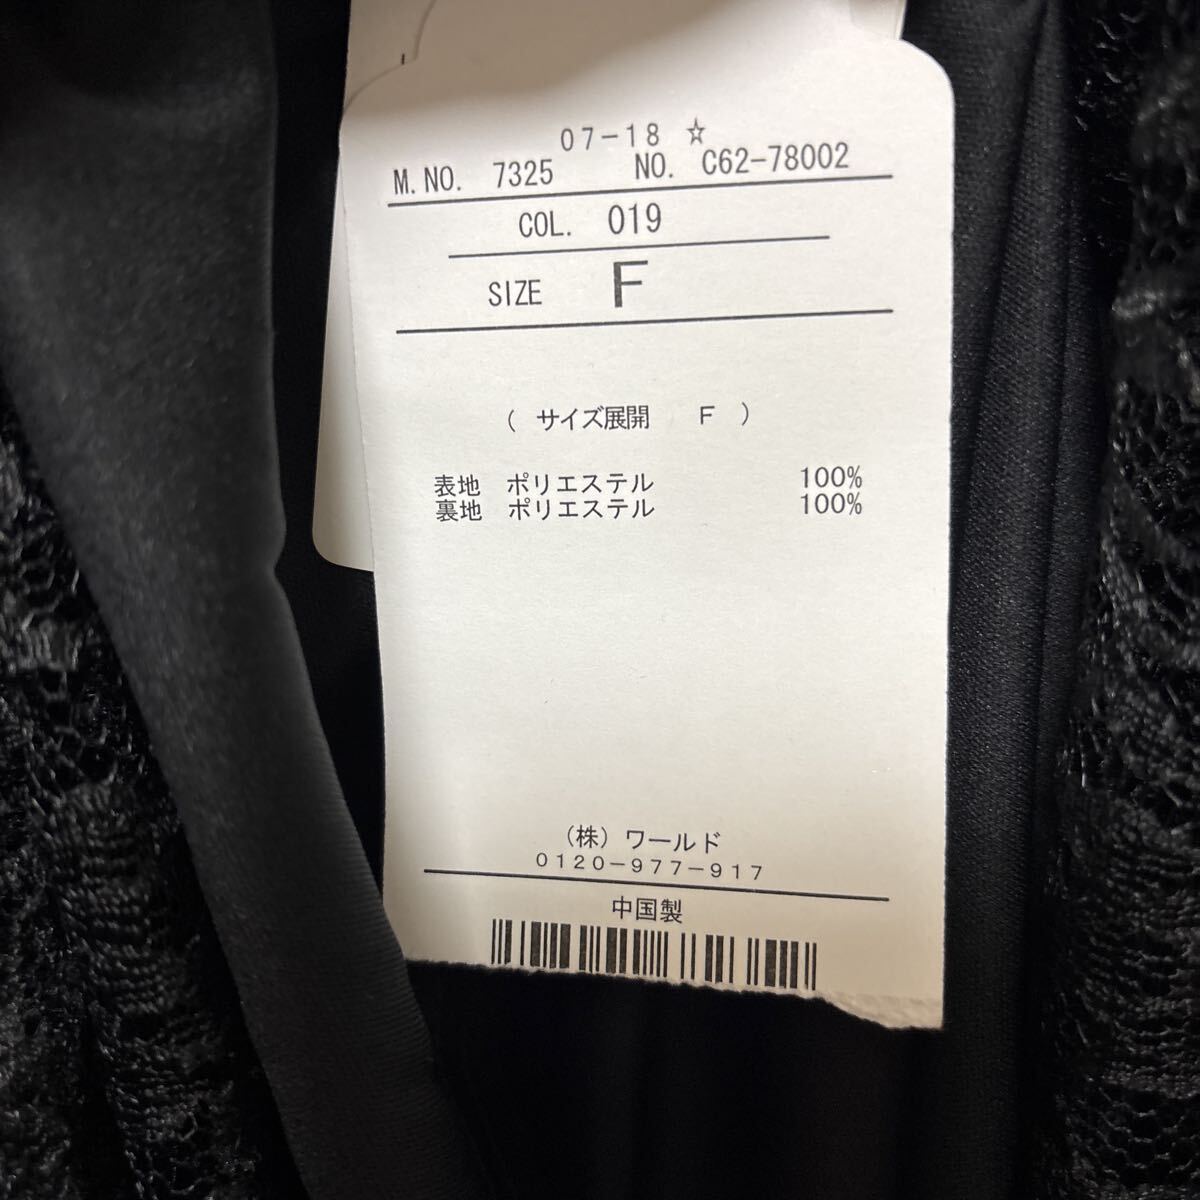 07-18 ☆
M.NO. 7325 NO. C62-78002
COL. 019
SIZE F
( サイズ展開 F )
表地 ポリエステル 100%
裏地 ポリエステル 100%
(株) ワールド
0120-977-917
中国製